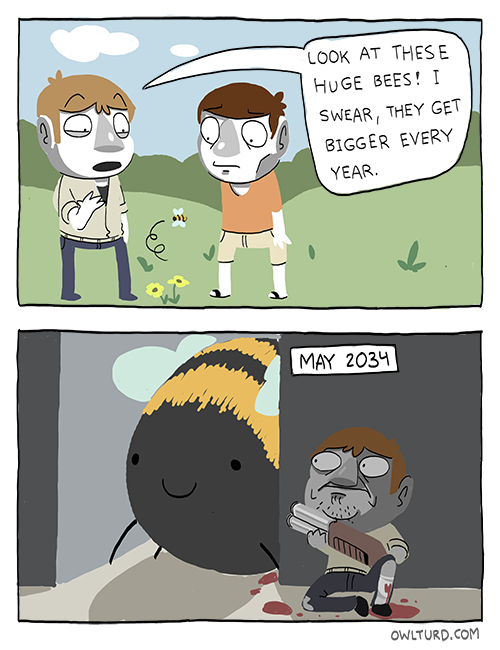 LOOK AT THESE
HUGE BEES! I
SWEAR, THEY GET
BIGGER EVERY
YEAR.
MAY 2034
OWLTURD.COM